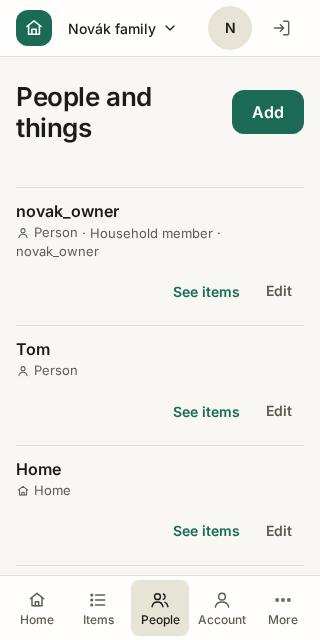 Novák family
N
People and
things
Add
novak_owner
Person · Household member ·
novak_owner
See items
Edit
Tom
Person
See items
Edit
Home
Home
See items
Edit
Home
Items
People
Account
More